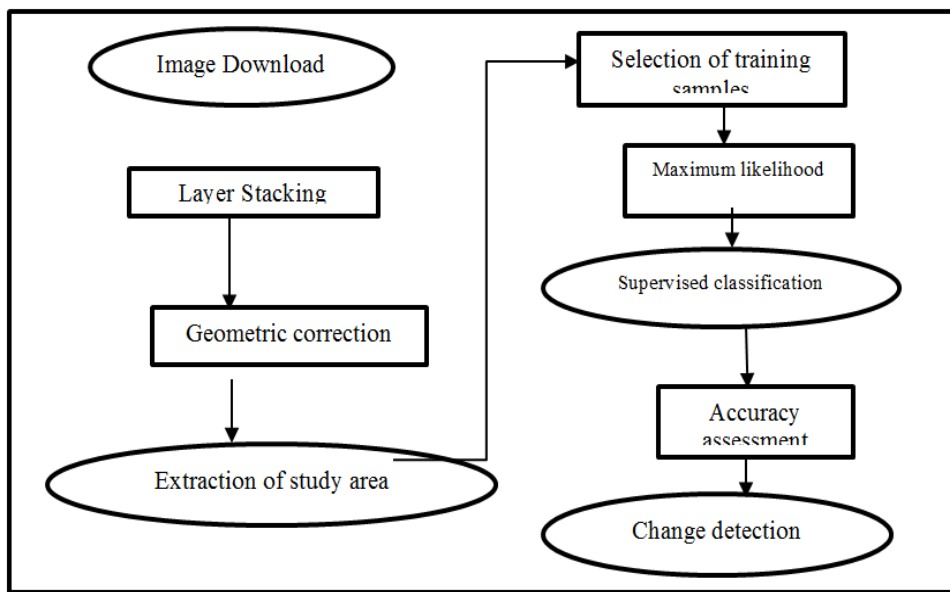 Image Download
Layer Stacking
Geometric correction
Extraction of study area
Selection of training
samples
Maximum likelihood
Supervised classification
Accuracy
assessment
Change detection